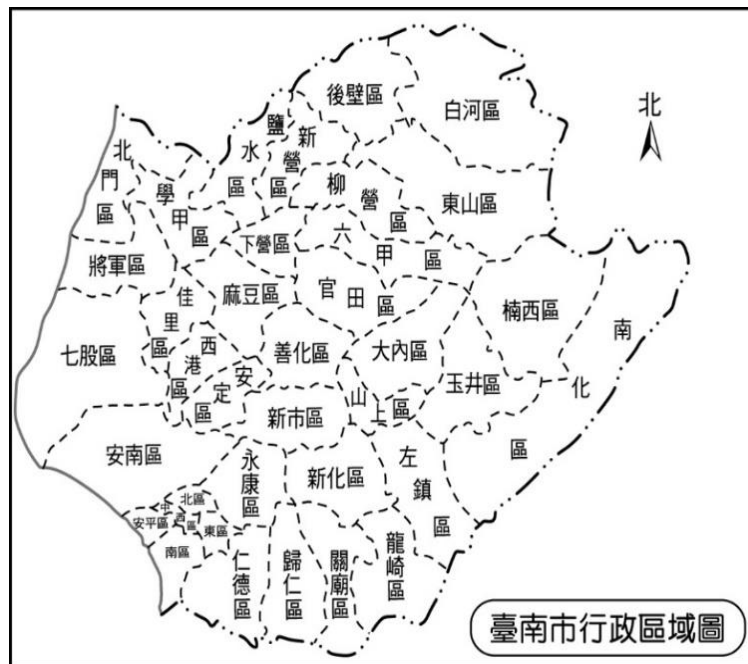 後壁區
白河區
北
鹽水區
新營區
北門區
學甲區
柳營區
東山區
下營區
六甲區
將軍區
佳里區
麻豆區
官田區
楠西區
南化區
七股區
西港區
善化區
大內區
玉井區
安定區
山上區
新市區
安南區
永康區
新化區
左鎮區
北區
中西區
安平區
東區
南區
仁德區
歸仁區
關廟區
龍崎區
臺南市行政區域圖